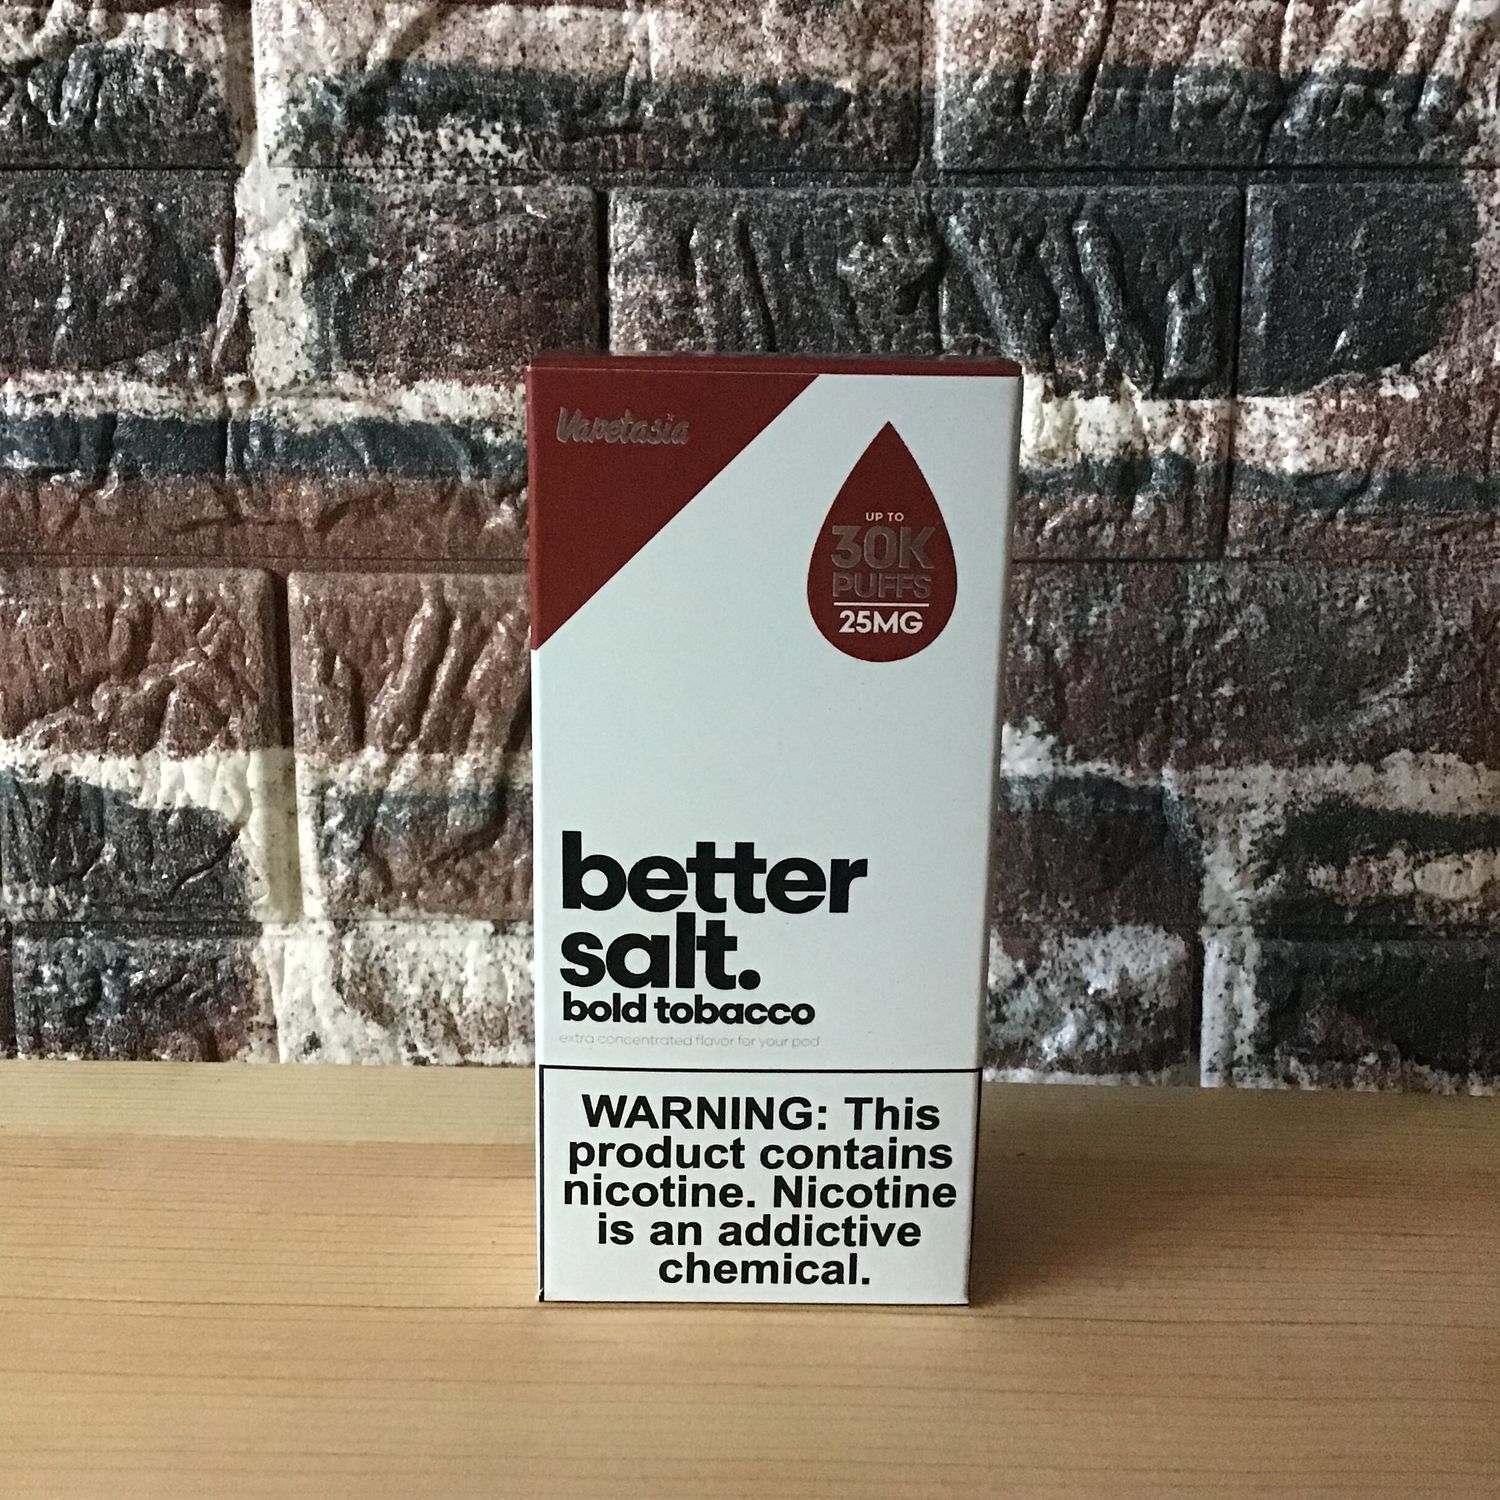 Vapetasia
UP TO
30K
PUFFS
25MG
better
salt.
bold tobacco
extra concentrated flavor for your pod
WARNING: This
product contains
nicotine. Nicotine
is an addictive
chemical.